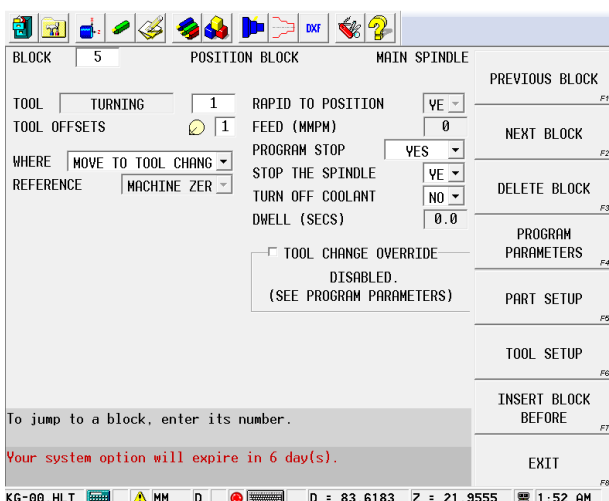 DXF
BLOCK 5 POSITION BLOCK MAIN SPINDLE
TOOL TURNING 1
TOOL OFFSETS 1
WHERE MOVE TO TOOL CHANG
REFERENCE MACHINE ZER
RAPID TO POSITION YE
FEED (MMPM) 0
PROGRAM STOP YES
STOP THE SPINDLE YE
TURN OFF COOLANT NO
DWELL (SECS) 0.0
TOOL CHANGE OVERRIDE
DISABLED.
(SEE PROGRAM PARAMETERS)
To jump to a block, enter its number.
Your system option will expire in 6 day(s).
PREVIOUS BLOCK
F1
NEXT BLOCK
F2
DELETE BLOCK
F3
PROGRAM
PARAMETERS
F4
PART SETUP
F5
TOOL SETUP
F6
INSERT BLOCK
BEFORE
F7
EXIT
F8
KG-00 HLT MM D D = 83.6183 Z = 21.9555 1:52 AM